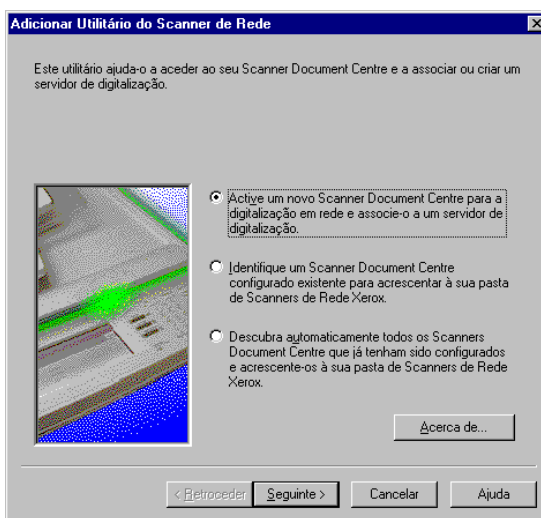 Adicionar Utilitário do Scanner de Rede
Este utilitário ajuda-o a aceder ao seu Scanner Document Centre e a associar ou criar um
servidor de digitalização.
Active um novo Scanner Document Centre para a
digitalização em rede e associe-o a um servidor de
digitalização.
Identifique um Scanner Document Centre
configurado existente para acrescentar à sua pasta
de Scanners de Rede Xerox.
Descubra automaticamente todos os Scanners
Document Centre que já tenham sido configurados
e acrescente-os à sua pasta de Scanners de Rede
Xerox.
Acerca de...
< Retroceder Seguinte > Cancelar Ajuda